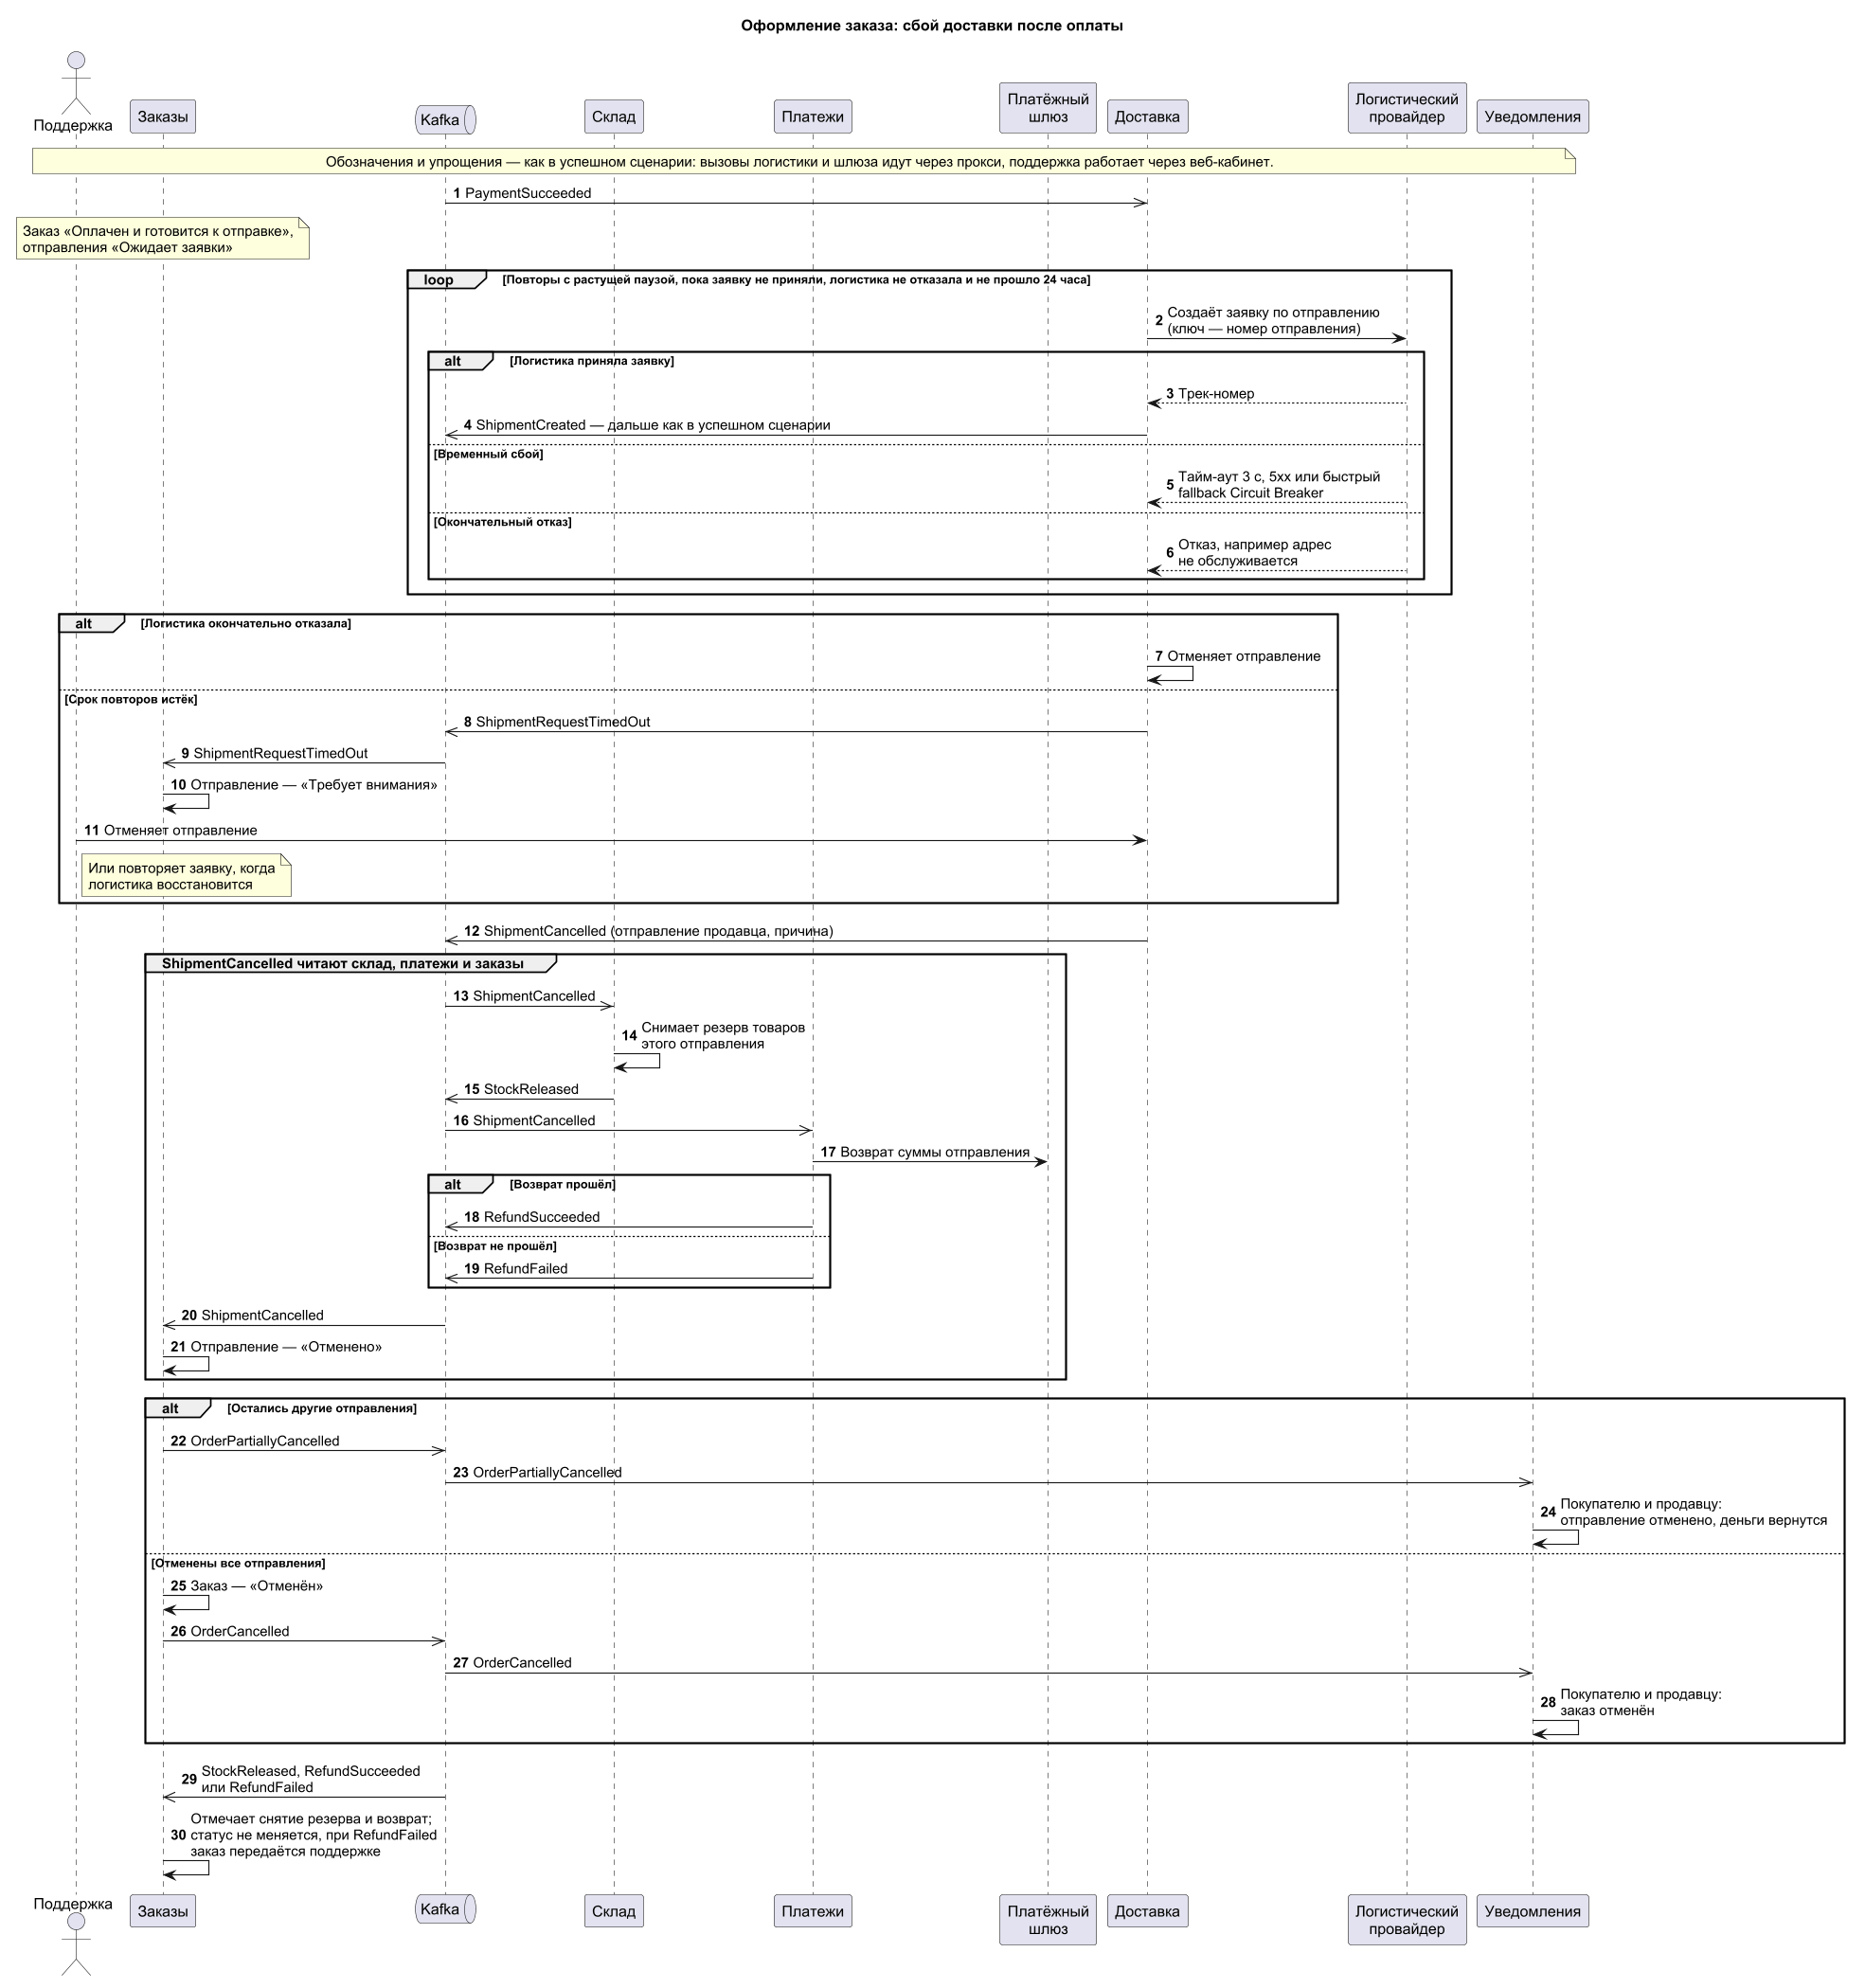 Оформление заказа: сбой доставки после оплаты
Поддержка
Заказы
Kafka
Склад
Платежи
Платёжный
шлюз
Доставка
Логистический
провайдер
Уведомления
Обозначения и упрощения — как в успешном сценарии: вызовы логистики и шлюза идут через прокси, поддержка работает через веб-кабинет.
1 PaymentSucceeded
Заказ «Оплачен и готовится к отправке»,
отправления «Ожидает заявки»
loop [Повторы с растущей паузой, пока заявку не приняли, логистика не отказала и не прошло 24 часа]
2 Создаёт заявку по отправлению
(ключ — номер отправления)
alt [Логистика приняла заявку]
3 Трек-номер
4 ShipmentCreated — дальше как в успешном сценарии
[Временный сбой]
5 Тайм-аут 3 с, 5xx или быстрый
fallback Circuit Breaker
[Окончательный отказ]
6 Отказ, например адрес
не обслуживается
alt [Логистика окончательно отказала]
7 Отменяет отправление
[Срок повторов истёк]
8 ShipmentRequestTimedOut
9 ShipmentRequestTimedOut
10 Отправление — «Требует внимания»
11 Отменяет отправление
Или повторяет заявку, когда
логистика восстановится
12 ShipmentCancelled (отправление продавца, причина)
ShipmentCancelled читают склад, платежи и заказы
13 ShipmentCancelled
14 Снимает резерв товаров
этого отправления
15 StockReleased
16 ShipmentCancelled
17 Возврат суммы отправления
alt [Возврат прошёл]
18 RefundSucceeded
[Возврат не прошёл]
19 RefundFailed
20 ShipmentCancelled
21 Отправление — «Отменено»
alt [Остались другие отправления]
22 OrderPartiallyCancelled
23 OrderPartiallyCancelled
24 Покупателю и продавцу:
отправление отменено, деньги вернутся
[Отменены все отправления]
25 Заказ — «Отменён»
26 OrderCancelled
27 OrderCancelled
28 Покупателю и продавцу:
заказ отменён
29 StockReleased, RefundSucceeded
или RefundFailed
30 Отмечает снятие резерва и возврат;
статус не меняется, при RefundFailed
заказ передаётся поддержке
Поддержка
Заказы
Kafka
Склад
Платежи
Платёжный
шлюз
Доставка
Логистический
провайдер
Уведомления